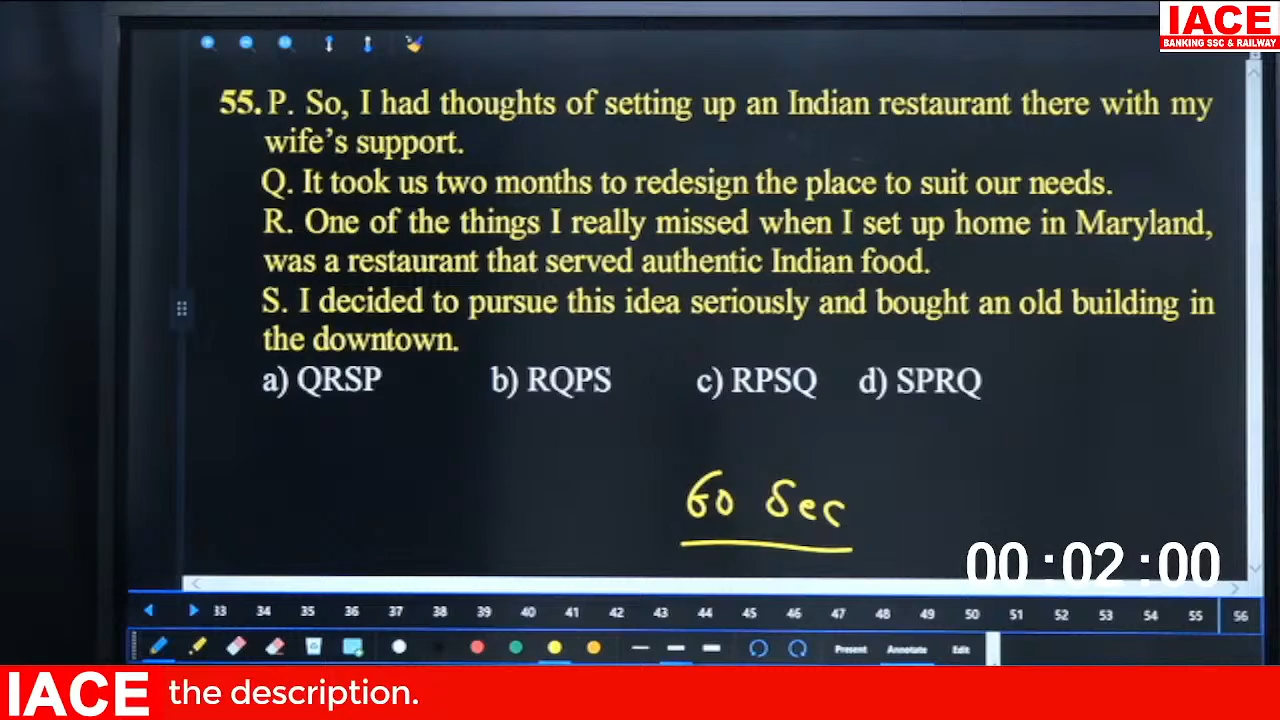 IACE
BANKING SSC & RAILWAY
55. P. So, I had thoughts of setting up an Indian restaurant there with my
wife's support.
Q. It took us two months to redesign the place to suit our needs.
R. One of the things I really missed when I set up home in Maryland,
was a restaurant that served authentic Indian food.
S. I decided to pursue this idea seriously and bought an old building in
the downtown.
a) QRSP b) RQPS c) RPSQ d) SPRQ
60 Sec
00:02:00
33 34 35 36 37 38 39 40 41 42 43 44 45 46 47 48 49 50 51 52 53 54 55 56
Present Annotate Edit
IACE the description.